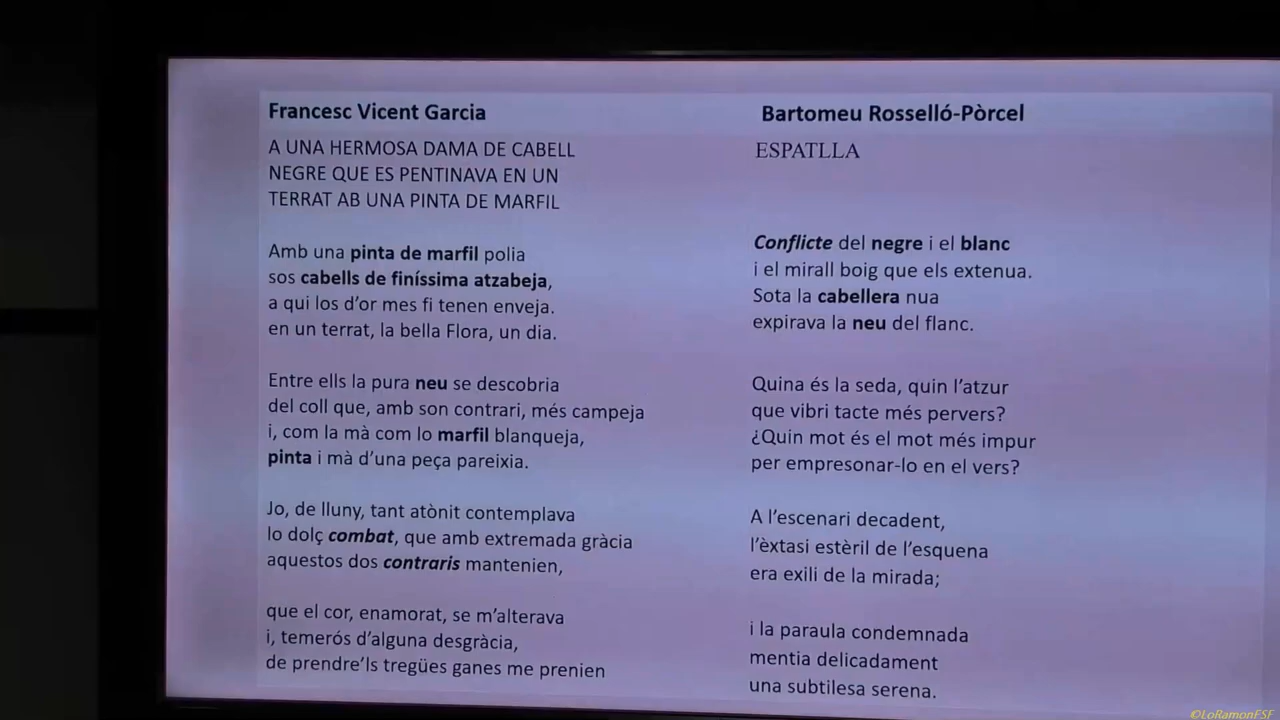 Francesc Vicent Garcia
A UNA HERMOSA DAMA DE CABELL
NEGRE QUE ES PENTINAVA EN UN
TERRAT AB UNA PINTA DE MARFIL
Amb una pinta de marfil polia
sos cabells de finíssima atzabeja,
a qui los d'or mes fi tenen enveja.
en un terrat, la bella Flora, un dia.
Entre ells la pura neu se descobria
del coll que, amb son contrari, més campeja
i, com la mà com lo marfil blanqueja,
pinta i mà d'una peça pareixia.
Jo, de lluny, tant atònit contemplava
lo dolç combat, que amb extremada gràcia
aquestos dos contraris mantenien,
que el cor, enamorat, se m'alterava
i, temerós d'alguna desgràcia,
de prendre'ls tregües ganes me prenien
Bartomeu Rosselló-Pòrcel
ESPATLLA
Conflicte del negre i el blanc
i el mirall boig que els extenua.
Sota la cabellera nua
expirava la neu del flanc.
Quina és la seda, quin l'atzur
que vibri tacte més pervers?
¿Quin mot és el mot més impur
per empresonar-lo en el vers?
A l'escenari decadent,
l'èxtasi estèril de l'esquena
era exili de la mirada;
i la paraula condemnada
mentia delicadament
una subtilesa serena.
©LoRamonFSF